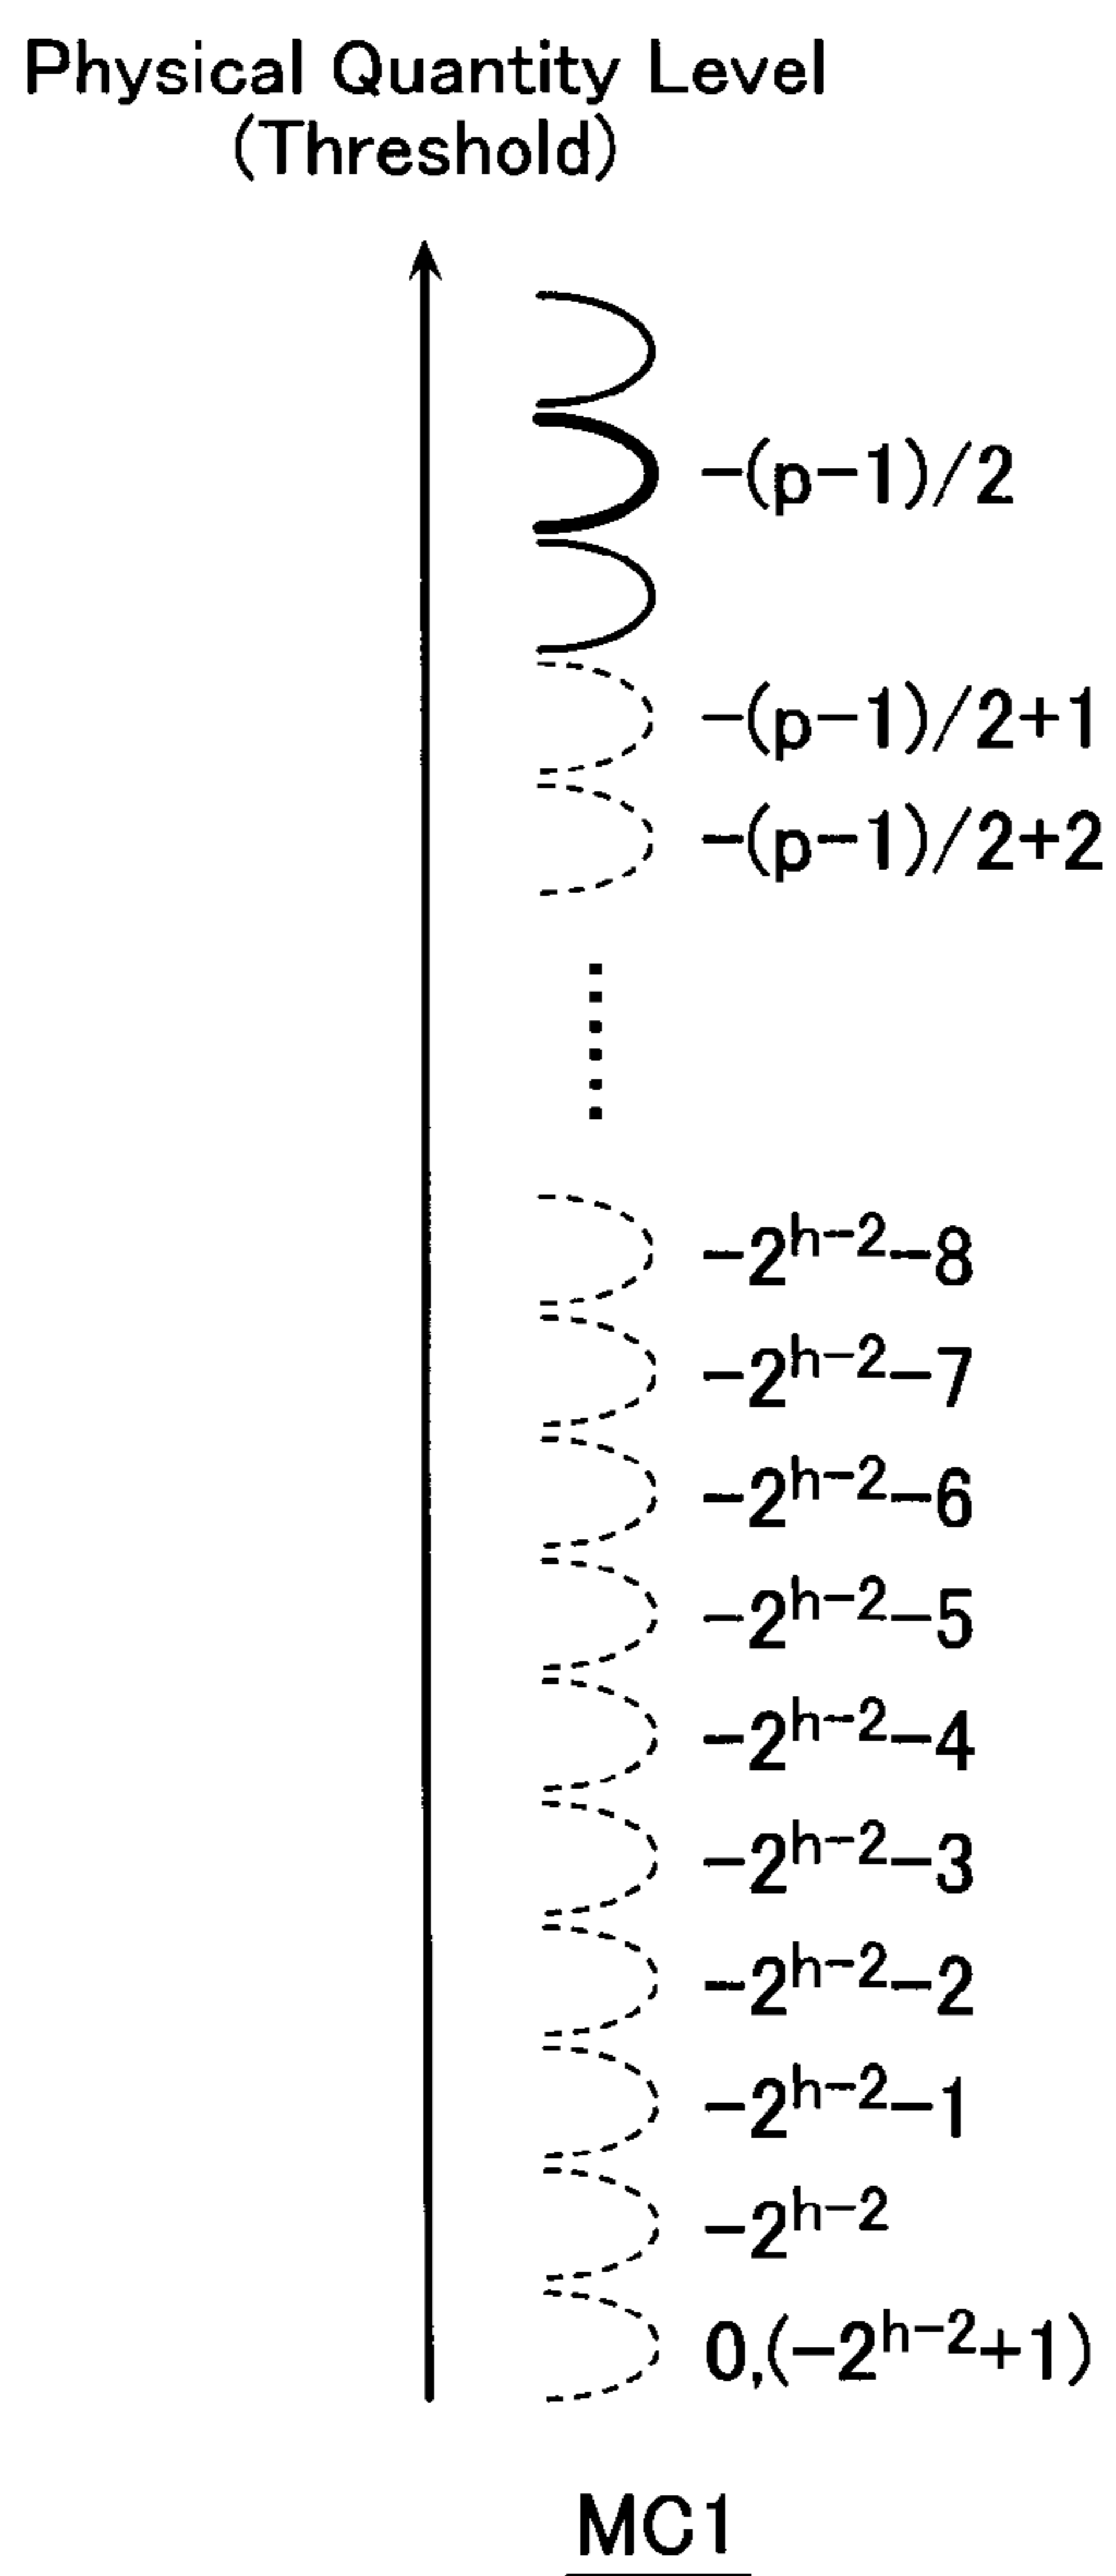 Physical Quantity Level
(Threshold)
−(p−1)/2
−(p−1)/2+1
−(p−1)/2+2
−2^{h−2}−8
−2^{h−2}−7
−2^{h−2}−6
−2^{h−2}−5
−2^{h−2}−4
−2^{h−2}−3
−2^{h−2}−2
−2^{h−2}−1
−2^{h−2}
0,(−2^{h−2}+1)
MC1